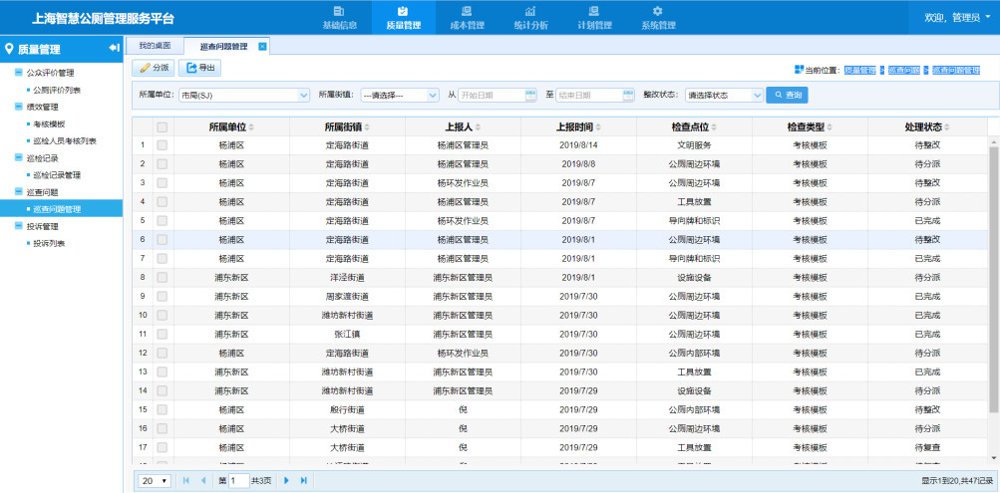 上海智慧公厕管理服务平台
基础信息 质量管理 成本管理 统计分析 计划管理 系统管理
欢迎, 管理员
质量管理
我的桌面 巡查问题管理
分派 导出
当前位置: 质量管理 > 巡查问题 > 巡查问题管理
公众评价管理
公厕评价列表
绩效管理
考核模板
巡检人员考核列表
巡检记录
巡检记录管理
巡查问题
巡查问题管理
投诉管理
投诉列表
所属单位: 市局(SJ) 所属街镇: ---请选择--- 从 开始日期 至 结束日期 整改状态: 请选择状态 查询
所属单位 所属街镇 上报人 上报时间 检查点位 检查类型 处理状态
1 杨浦区 定海路街道 杨浦区管理员 2019/8/14 文明服务 考核模板 待整改
2 杨浦区 定海路街道 杨浦区管理员 2019/8/8 公厕周边环境 考核模板 待分派
3 杨浦区 定海路街道 杨环发作业员 2019/8/7 公厕周边环境 考核模板 待整改
4 杨浦区 定海路街道 杨浦区管理员 2019/8/7 工具放置 考核模板 待分派
5 杨浦区 定海路街道 杨环发作业员 2019/8/7 导向牌和标识 考核模板 已完成
6 杨浦区 定海路街道 杨浦区管理员 2019/8/1 公厕周边环境 考核模板 待整改
7 杨浦区 定海路街道 杨浦区管理员 2019/8/1 导向牌和标识 考核模板 已完成
8 浦东新区 洋泾街道 浦东新区管理员 2019/8/1 设施设备 考核模板 待分派
9 浦东新区 周家渡街道 浦东新区管理员 2019/7/30 公厕周边环境 考核模板 已完成
10 浦东新区 潍坊新村街道 浦东新区管理员 2019/7/30 公厕周边环境 考核模板 已完成
11 浦东新区 张江镇 浦东新区管理员 2019/7/30 公厕周边环境 考核模板 已完成
12 杨浦区 定海路街道 杨环发作业员 2019/7/30 公厕内部环境 考核模板 待分派
13 浦东新区 潍坊新村街道 浦东新区管理员 2019/7/30 工具放置 考核模板 已完成
14 浦东新区 潍坊新村街道 浦东新区管理员 2019/7/29 设施设备 考核模板 待分派
15 杨浦区 殷行街道 倪 2019/7/29 公厕内部环境 考核模板 待整改
16 杨浦区 大桥街道 倪 2019/7/29 公厕周边环境 考核模板 待分派
17 杨浦区 大桥街道 倪 2019/7/29 工具放置 考核模板 待复查
20 第 1 共3页 显示1到20,共47记录